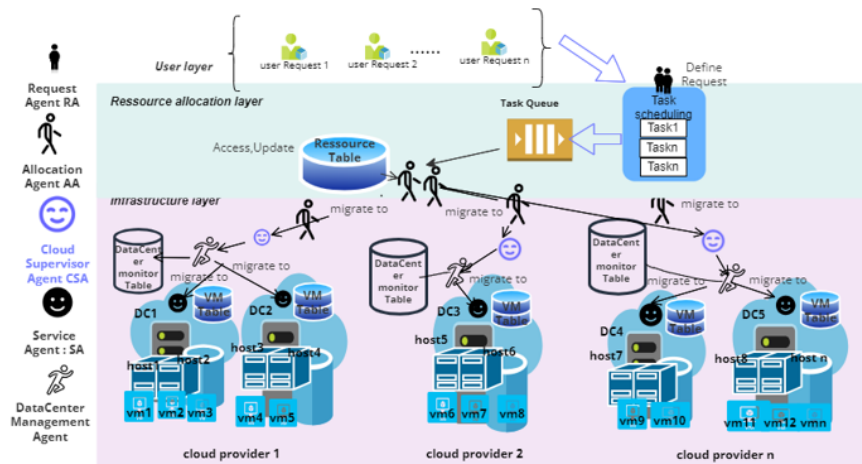 User layer
user Request 1
user Request 2
......
user Request n
Define
Request
Request
Agent RA
Ressource allocation layer
Task Queue
Task
scheduling
Task1
Taskn
Taskn
Access,Update
Ressource
Table
Allocation
Agent AA
Infrastructure layer
migrate to
migrate to
migrate to
Cloud
Supervisor
Agent CSA
DataCent
er
monitor
Table
migrate to
migrate to
DataCent
er
monitor
Table
migrate to
DataCent
er
monitor
Table
migrate to
Service
Agent : SA
DC1
VM
Table
DC2
VM
Table
DC3
VM
Table
DC4
VM
Table
DC5
VM
Table
host1
host2
host3
host4
host5
host6
host7
host8
host n
DataCenter
Management
Agent
vm1
vm2
vm3
vm4
vm5
vm6
vm7
vm8
vm9
vm10
vm11
vm12
vmn
cloud provider 1
cloud provider 2
cloud provider n